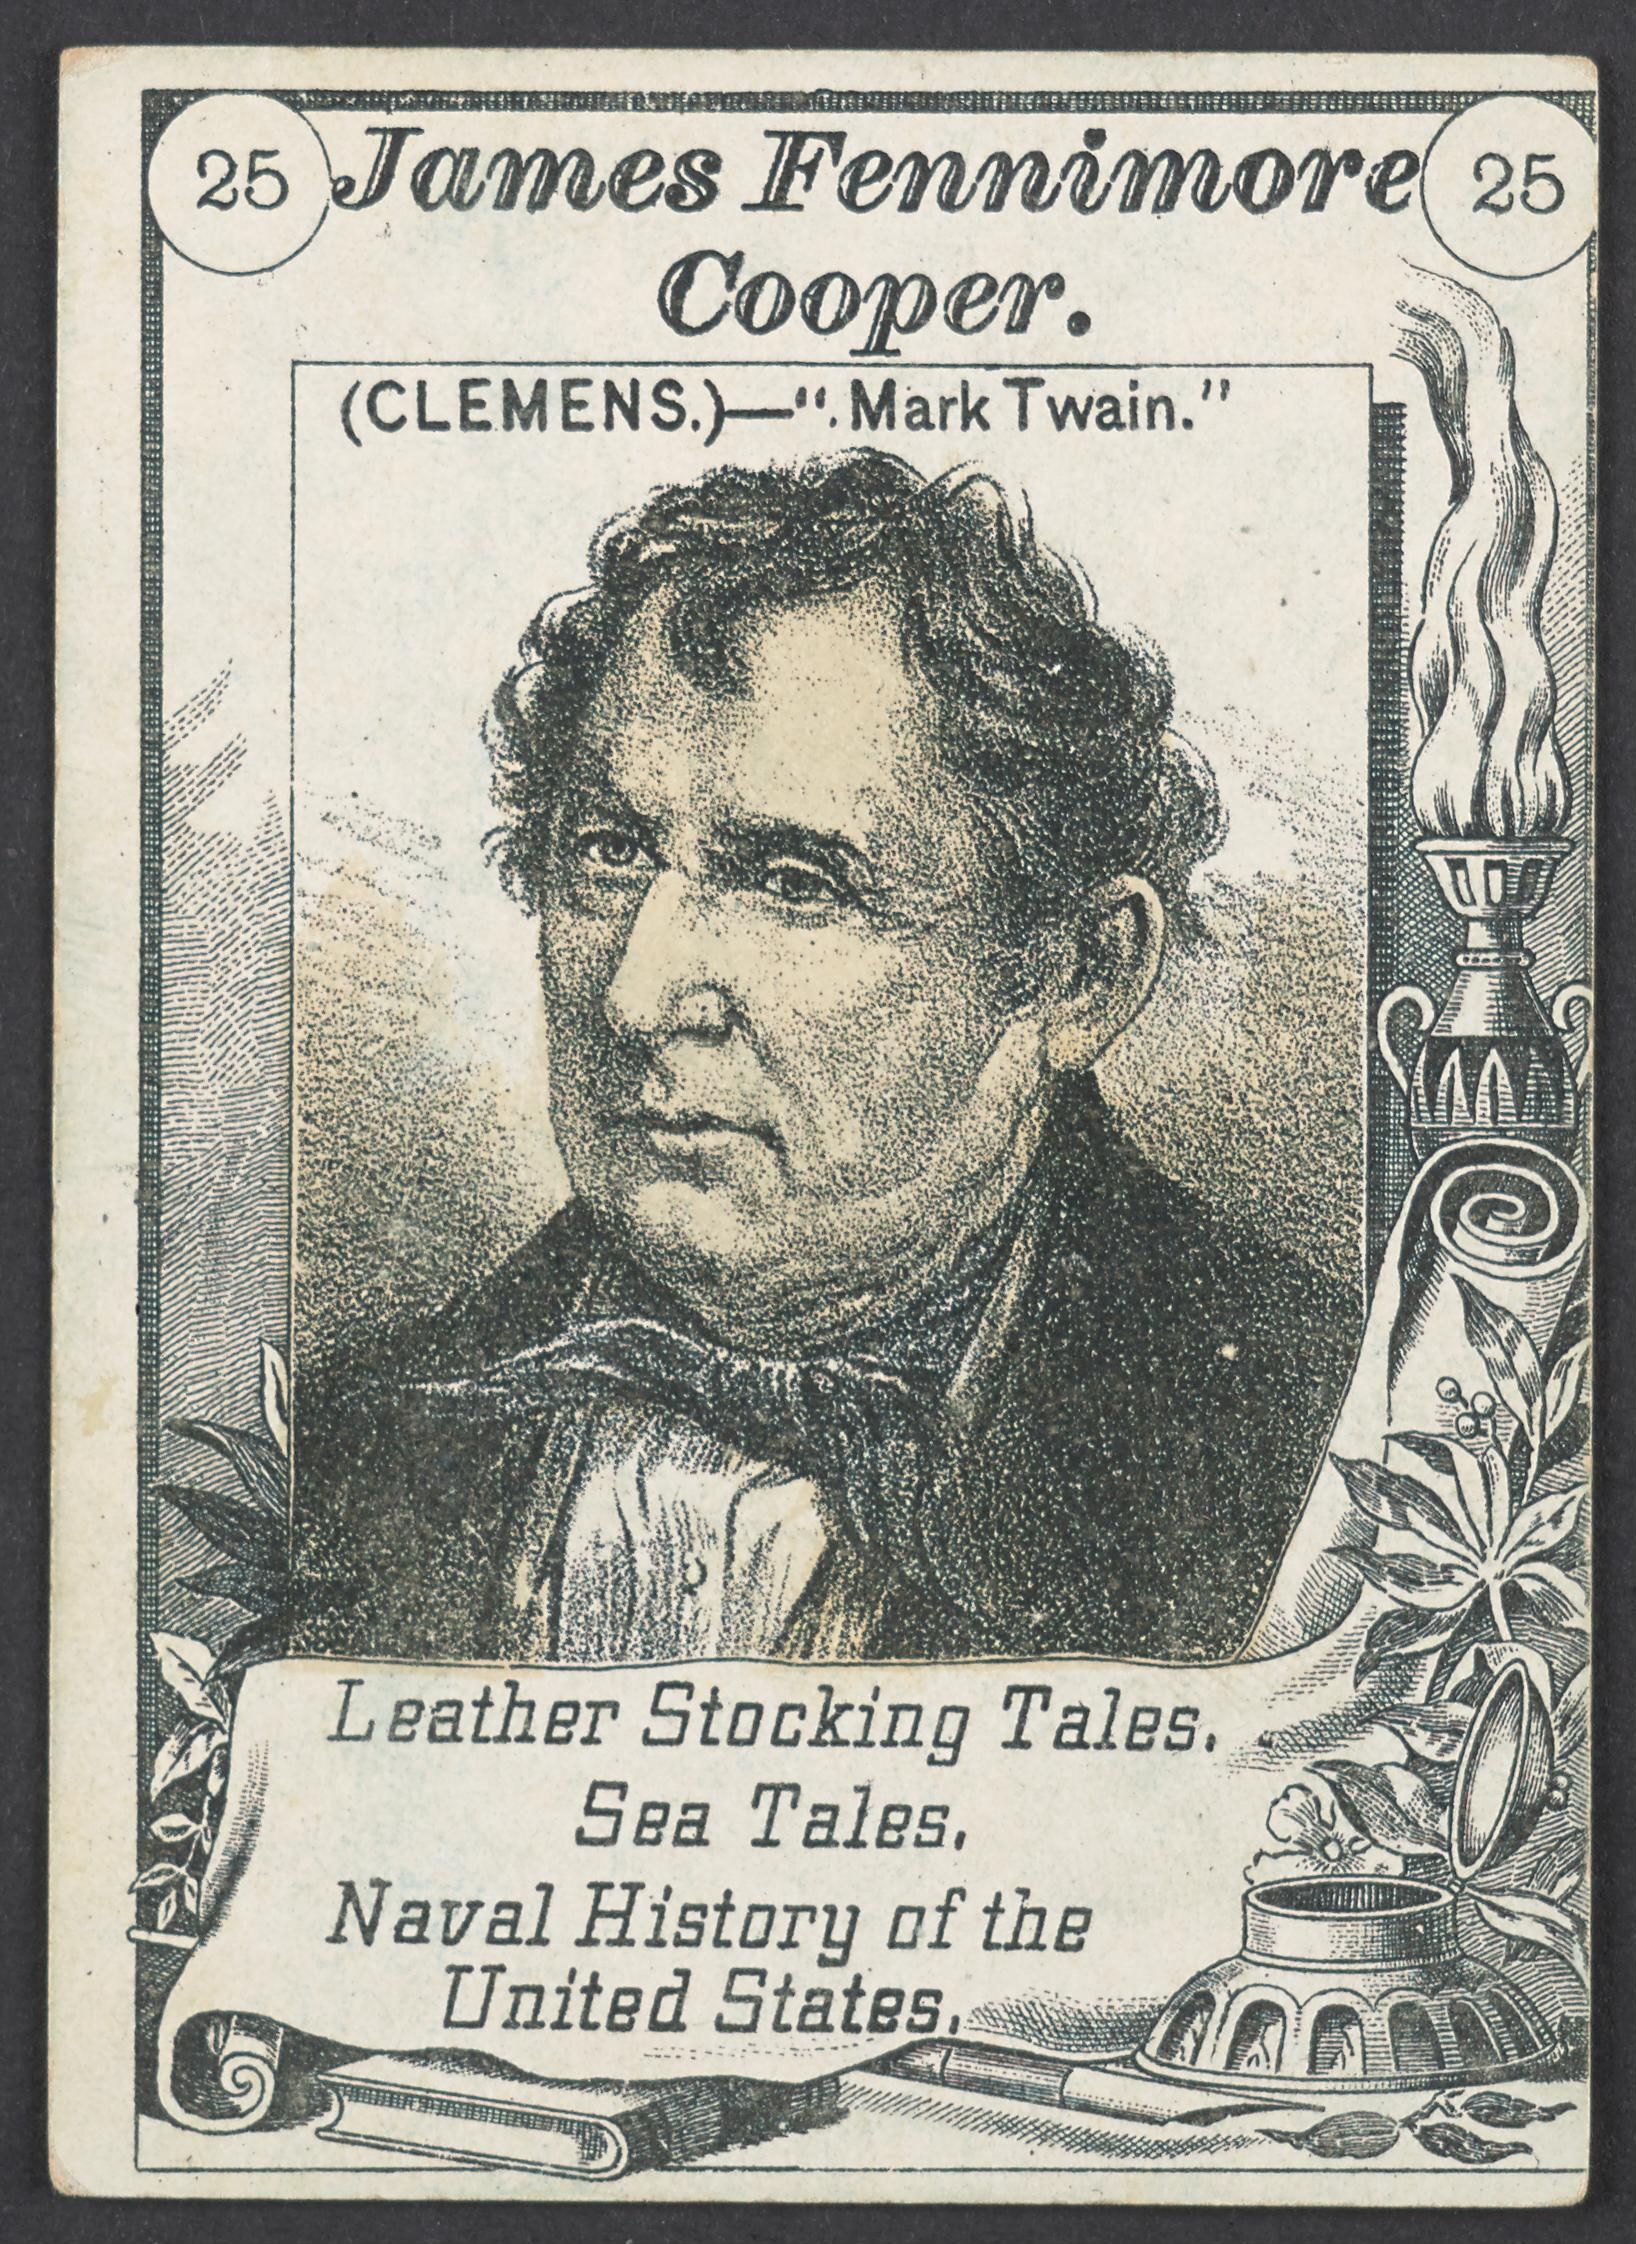 25 James Fennimore 25
Cooper.
(CLEMENS.)—". Mark Twain."
Leather Stocking Tales.
Sea Tales.
Naval History of the
United States.